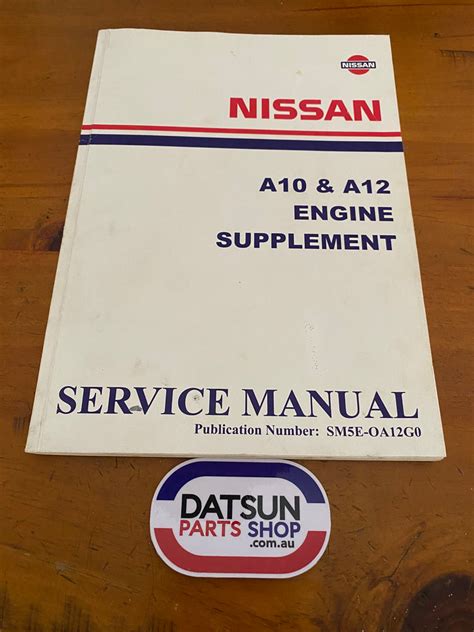 NISSAN
NISSAN
A10 & A12
ENGINE
SUPPLEMENT
SERVICE MANUAL
Publication Number: SM5E-OA12G0
DATSUN
PARTS SHOP
.com.au